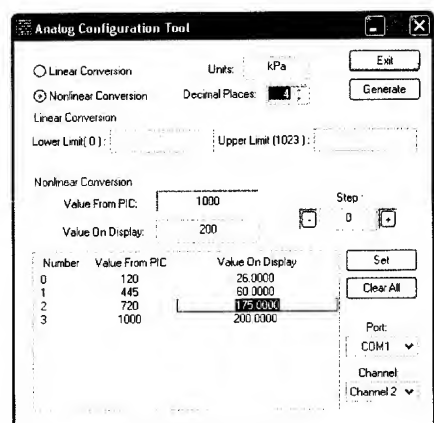 Analog Configuration Tool
Linear Conversion Units: kPa Exit
Nonlinear Conversion Decimal Places: 4 Generate
Linear Conversion
Lower Limit( 0 ): Upper Limit (1023 ):
Nonlinear Conversion
Value From PIC: 1000 Step:
Value On Display: 200 - 0 +
Number Value From PIC Value On Display Set
0 120 26.0000
1 445 60.0000 Clear All
2 720 175.0000
3 1000 200.0000
Port:
COM1
Channel:
Channel 2